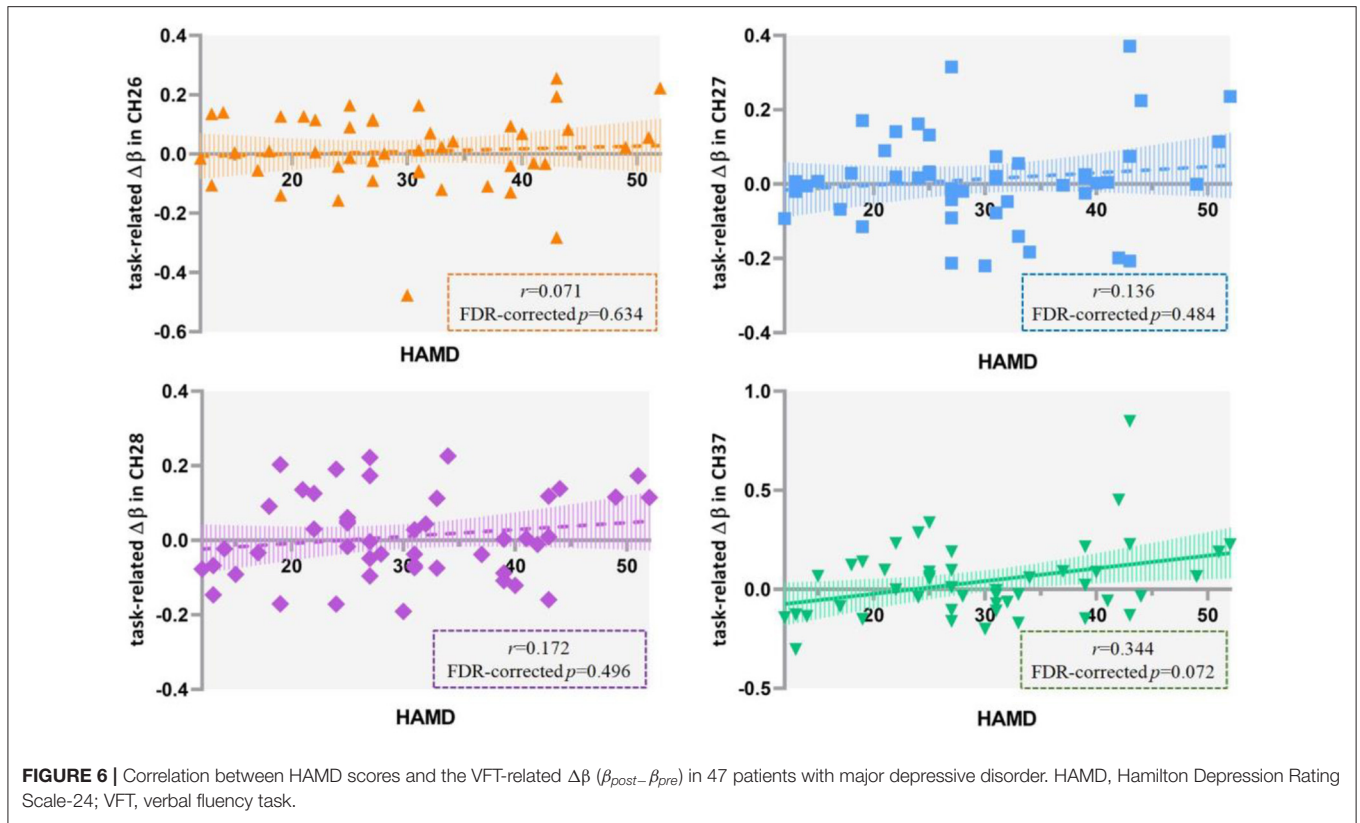 0.4
0.2
0.0
-0.2
-0.4
-0.6
task-related Δβ in CH26
20
30
40
50
r=0.071
FDR-corrected p=0.634
HAMD
0.4
0.2
0.0
-0.2
-0.4
task-related Δβ in CH27
20
30
40
50
r=0.136
FDR-corrected p=0.484
HAMD
0.4
0.2
0.0
-0.2
-0.4
task-related Δβ in CH28
20
30
40
50
r=0.172
FDR-corrected p=0.496
HAMD
1.0
0.5
0.0
-0.5
task-related Δβ in CH37
20
30
40
50
r=0.344
FDR-corrected p=0.072
HAMD
FIGURE 6 | Correlation between HAMD scores and the VFT-related Δβ (βpost− βpre) in 47 patients with major depressive disorder. HAMD, Hamilton Depression Rating
Scale-24; VFT, verbal fluency task.